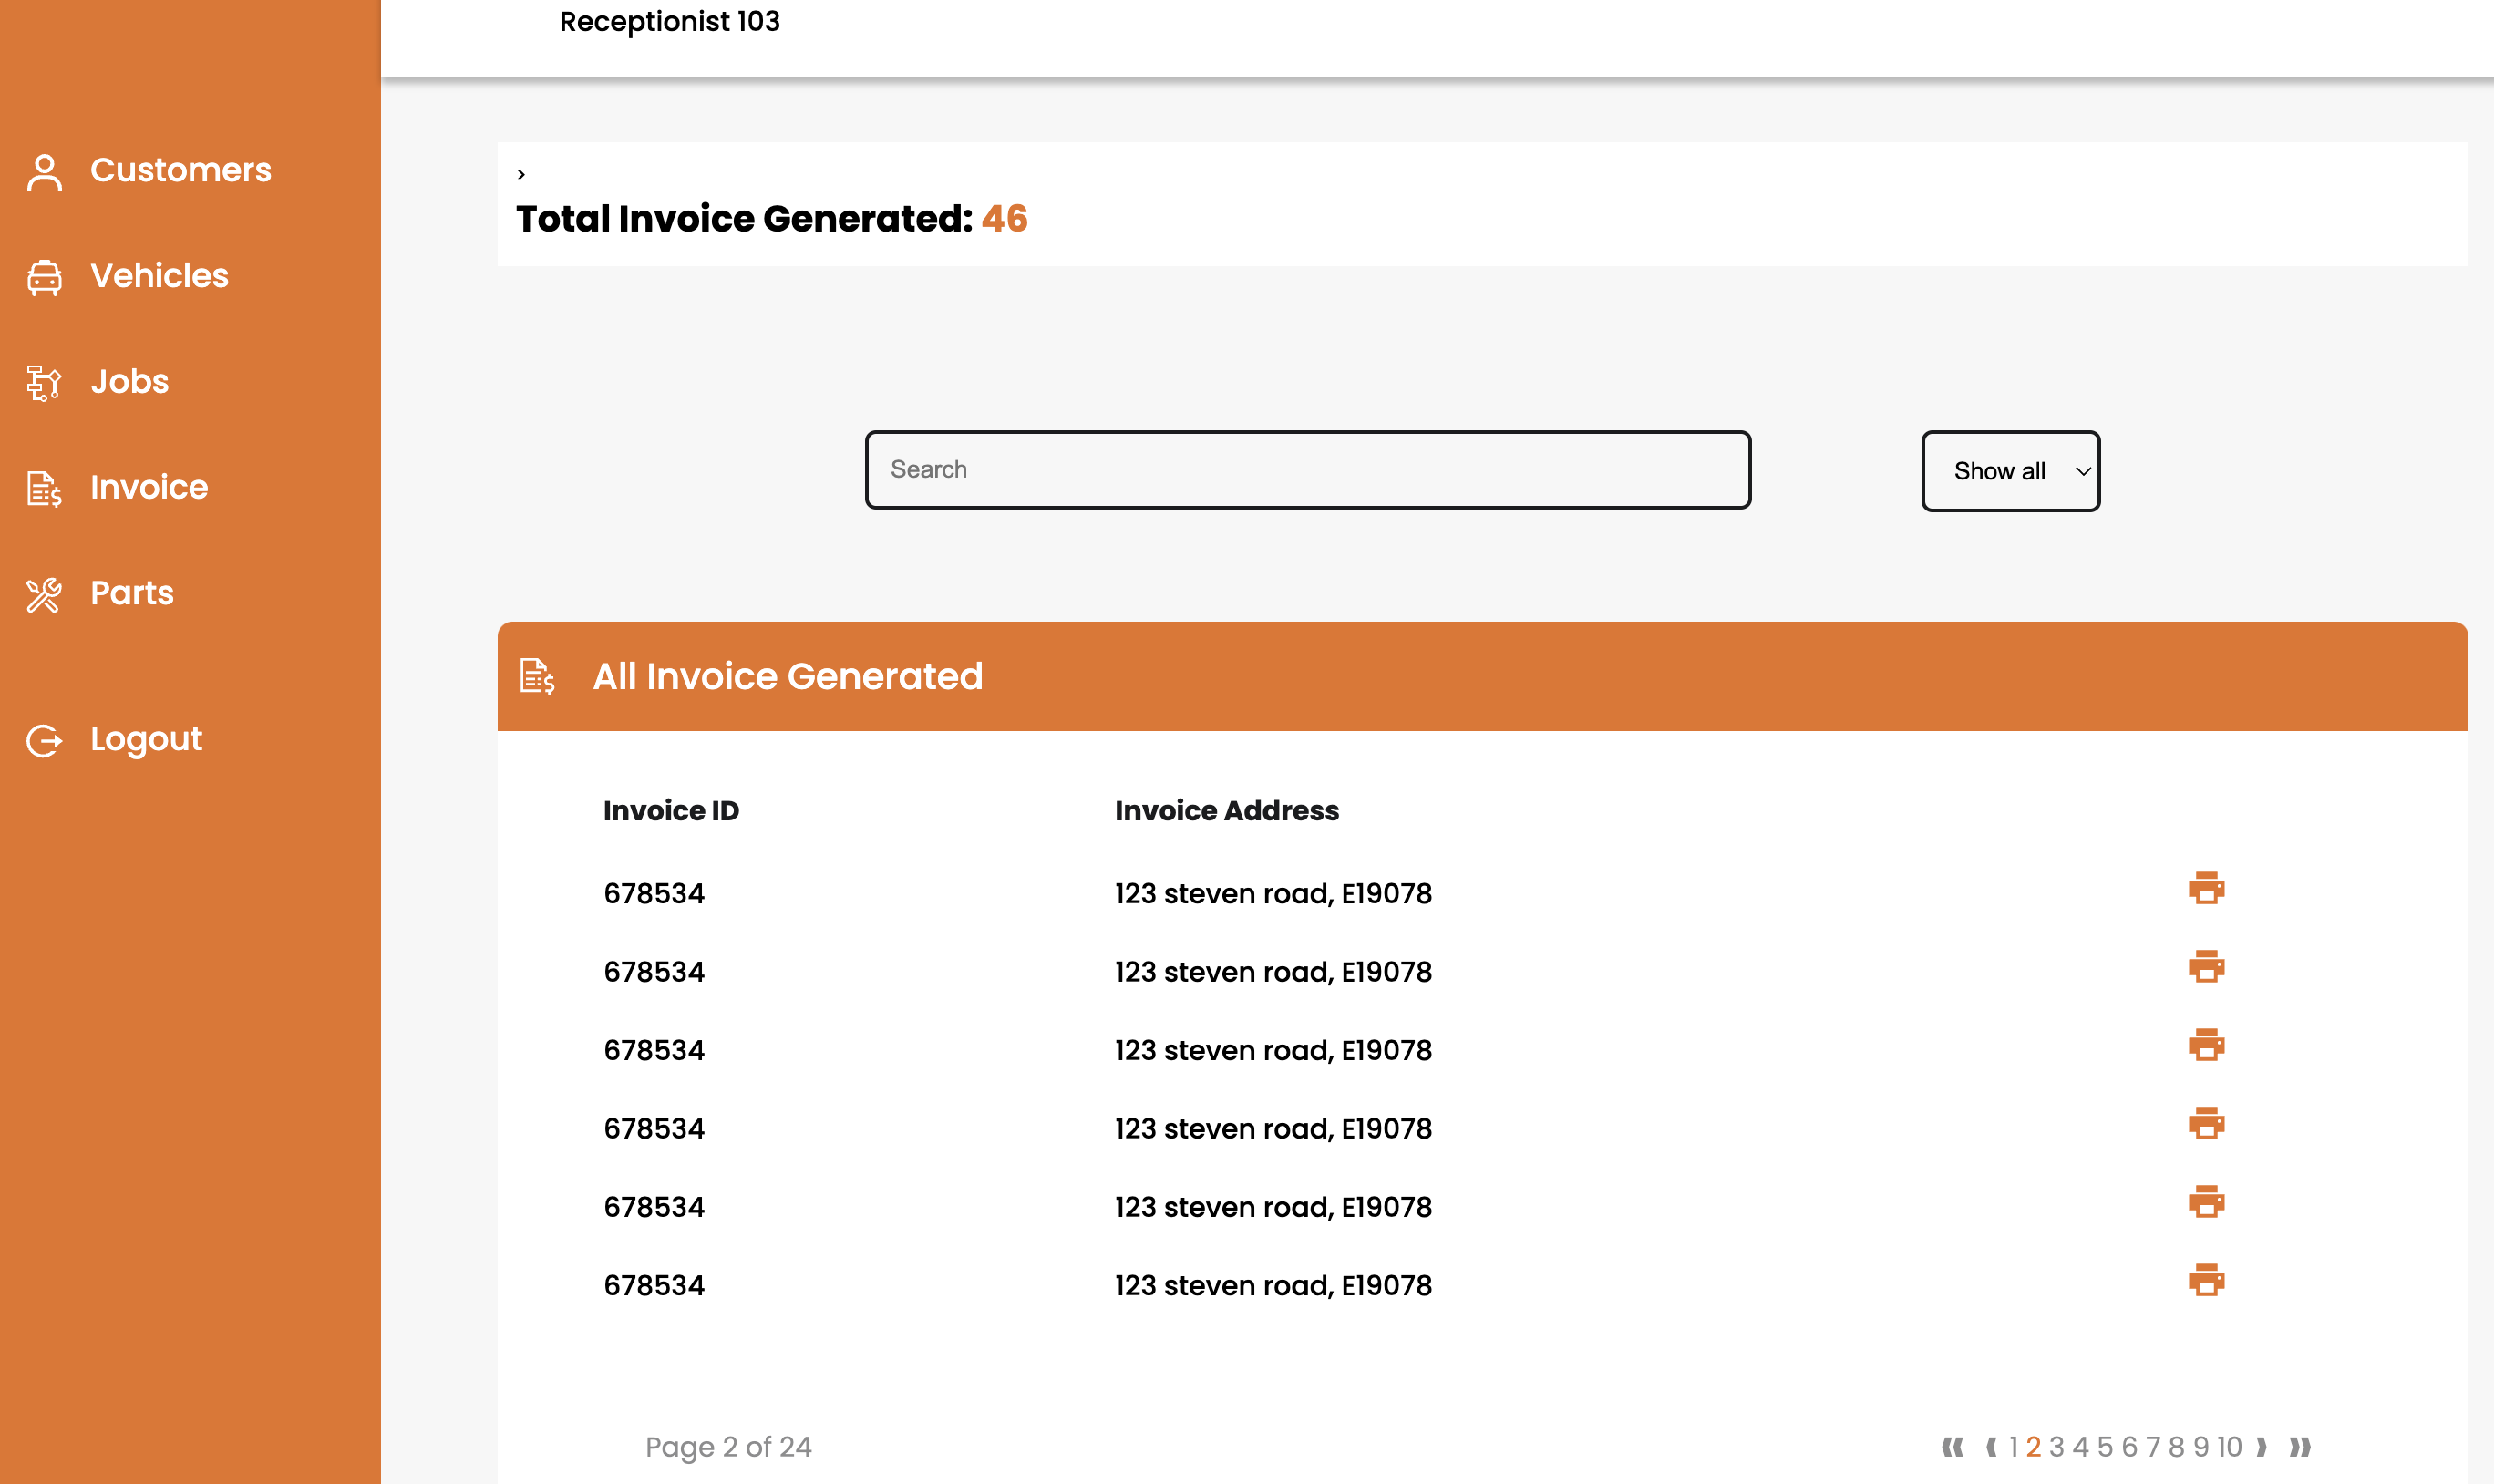 Receptionist 103
Customers
Vehicles
Jobs
Invoice
Parts
Logout
>
Total Invoice Generated: 46
Search
Show all
All Invoice Generated
Invoice ID Invoice Address
678534 123 steven road, E19078
678534 123 steven road, E19078
678534 123 steven road, E19078
678534 123 steven road, E19078
678534 123 steven road, E19078
678534 123 steven road, E19078
Page 2 of 24 ⟪ ⟨ 1 2 3 4 5 6 7 8 9 10 ⟩ ⟫